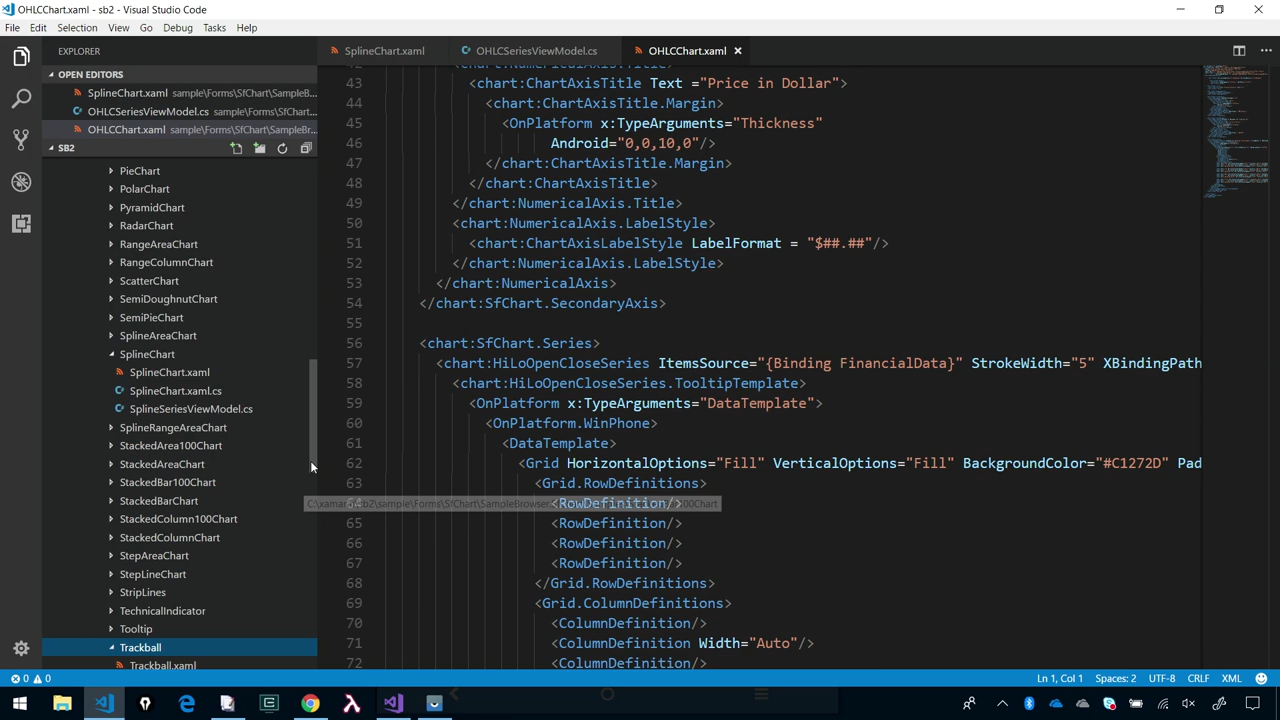 OHLCChart.xaml - sb2 - Visual Studio Code
File Edit Selection View Go Debug Tasks Help
EXPLORER
SplineChart.xaml
OHLCSeriesViewModel.cs
OHLCChart.xaml
OPEN EDITORS
SplineChart.xaml sample\Forms\SfChart\SampleB...
OHLCSeriesViewModel.cs sample\Forms\SfChart...
OHLCChart.xaml sample\Forms\SfChart\SampleBr...
SB2
PieChart
PolarChart
PyramidChart
RadarChart
RangeAreaChart
RangeColumnChart
ScatterChart
SemiDoughnutChart
SemiPieChart
SplineAreaChart
SplineChart
SplineChart.xaml
SplineChart.xaml.cs
SplineSeriesViewModel.cs
SplineRangeAreaChart
StackedArea100Chart
StackedAreaChart
StackedBar100Chart
StackedBarChart
StackedColumn100Chart
StackedColumnChart
StepAreaChart
StepLineChart
StripLines
TechnicalIndicator
Tooltip
Trackball
Trackball.xaml
43 <chart:ChartAxisTitle Text ="Price in Dollar">
44 <chart:ChartAxisTitle.Margin>
45 <OnPlatform x:TypeArguments="Thickness"
46 Android="0,0,10,0"/>
47 </chart:ChartAxisTitle.Margin>
48 </chart:ChartAxisTitle>
49 </chart:NumericalAxis.Title>
50 <chart:NumericalAxis.LabelStyle>
51 <chart:ChartAxisLabelStyle LabelFormat = "$##.##"/>
52 </chart:NumericalAxis.LabelStyle>
53 </chart:NumericalAxis>
54 </chart:SfChart.SecondaryAxis>
55
56 <chart:SfChart.Series>
57 <chart:HiLoOpenCloseSeries ItemsSource="{Binding FinancialData}" StrokeWidth="5" XBindingPath
58 <chart:HiLoOpenCloseSeries.TooltipTemplate>
59 <OnPlatform x:TypeArguments="DataTemplate">
60 <OnPlatform.WinPhone>
61 <DataTemplate>
62 <Grid HorizontalOptions="Fill" VerticalOptions="Fill" BackgroundColor="#C1272D" Pad
63 <Grid.RowDefinitions>
<RowDefinition/>
65 <RowDefinition/>
66 <RowDefinition/>
67 <RowDefinition/>
68 </Grid.RowDefinitions>
69 <Grid.ColumnDefinitions>
70 <ColumnDefinition/>
71 <ColumnDefinition Width="Auto"/>
72 <ColumnDefinition/>
0 0
Ln 1, Col 1 Spaces: 2 UTF-8 CRLF XML